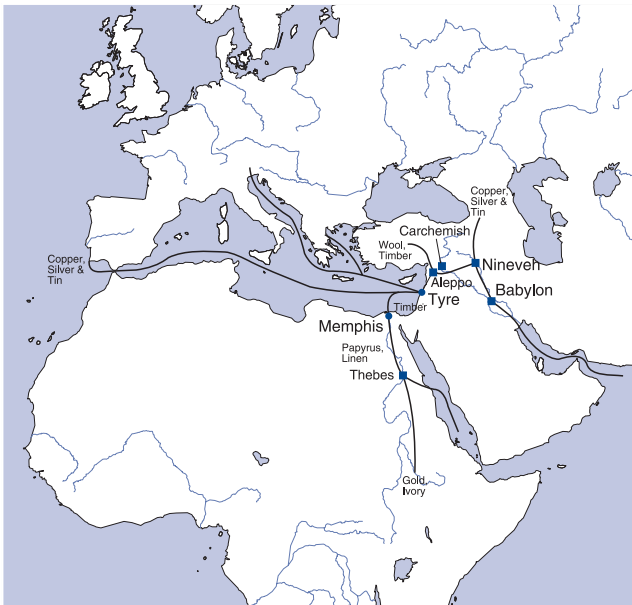 Copper,
Silver &
Tin
Carchemish
Wool,
Timber
Copper,
Silver &
Tin
Nineveh
Aleppo
Babylon
Tyre
Timber
Memphis
Papyrus,
Linen
Thebes
Gold
Ivory